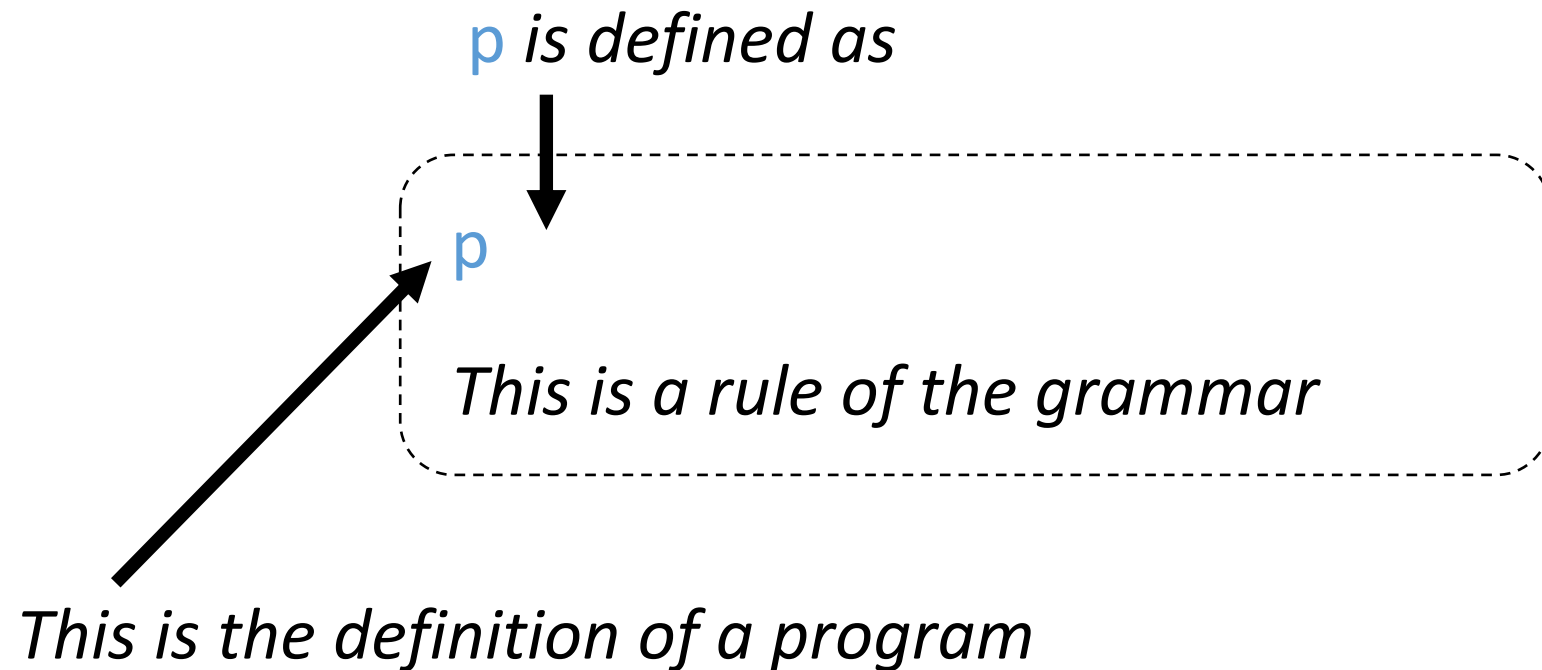 p is defined as
p
This is a rule of the grammar
This is the definition of a program